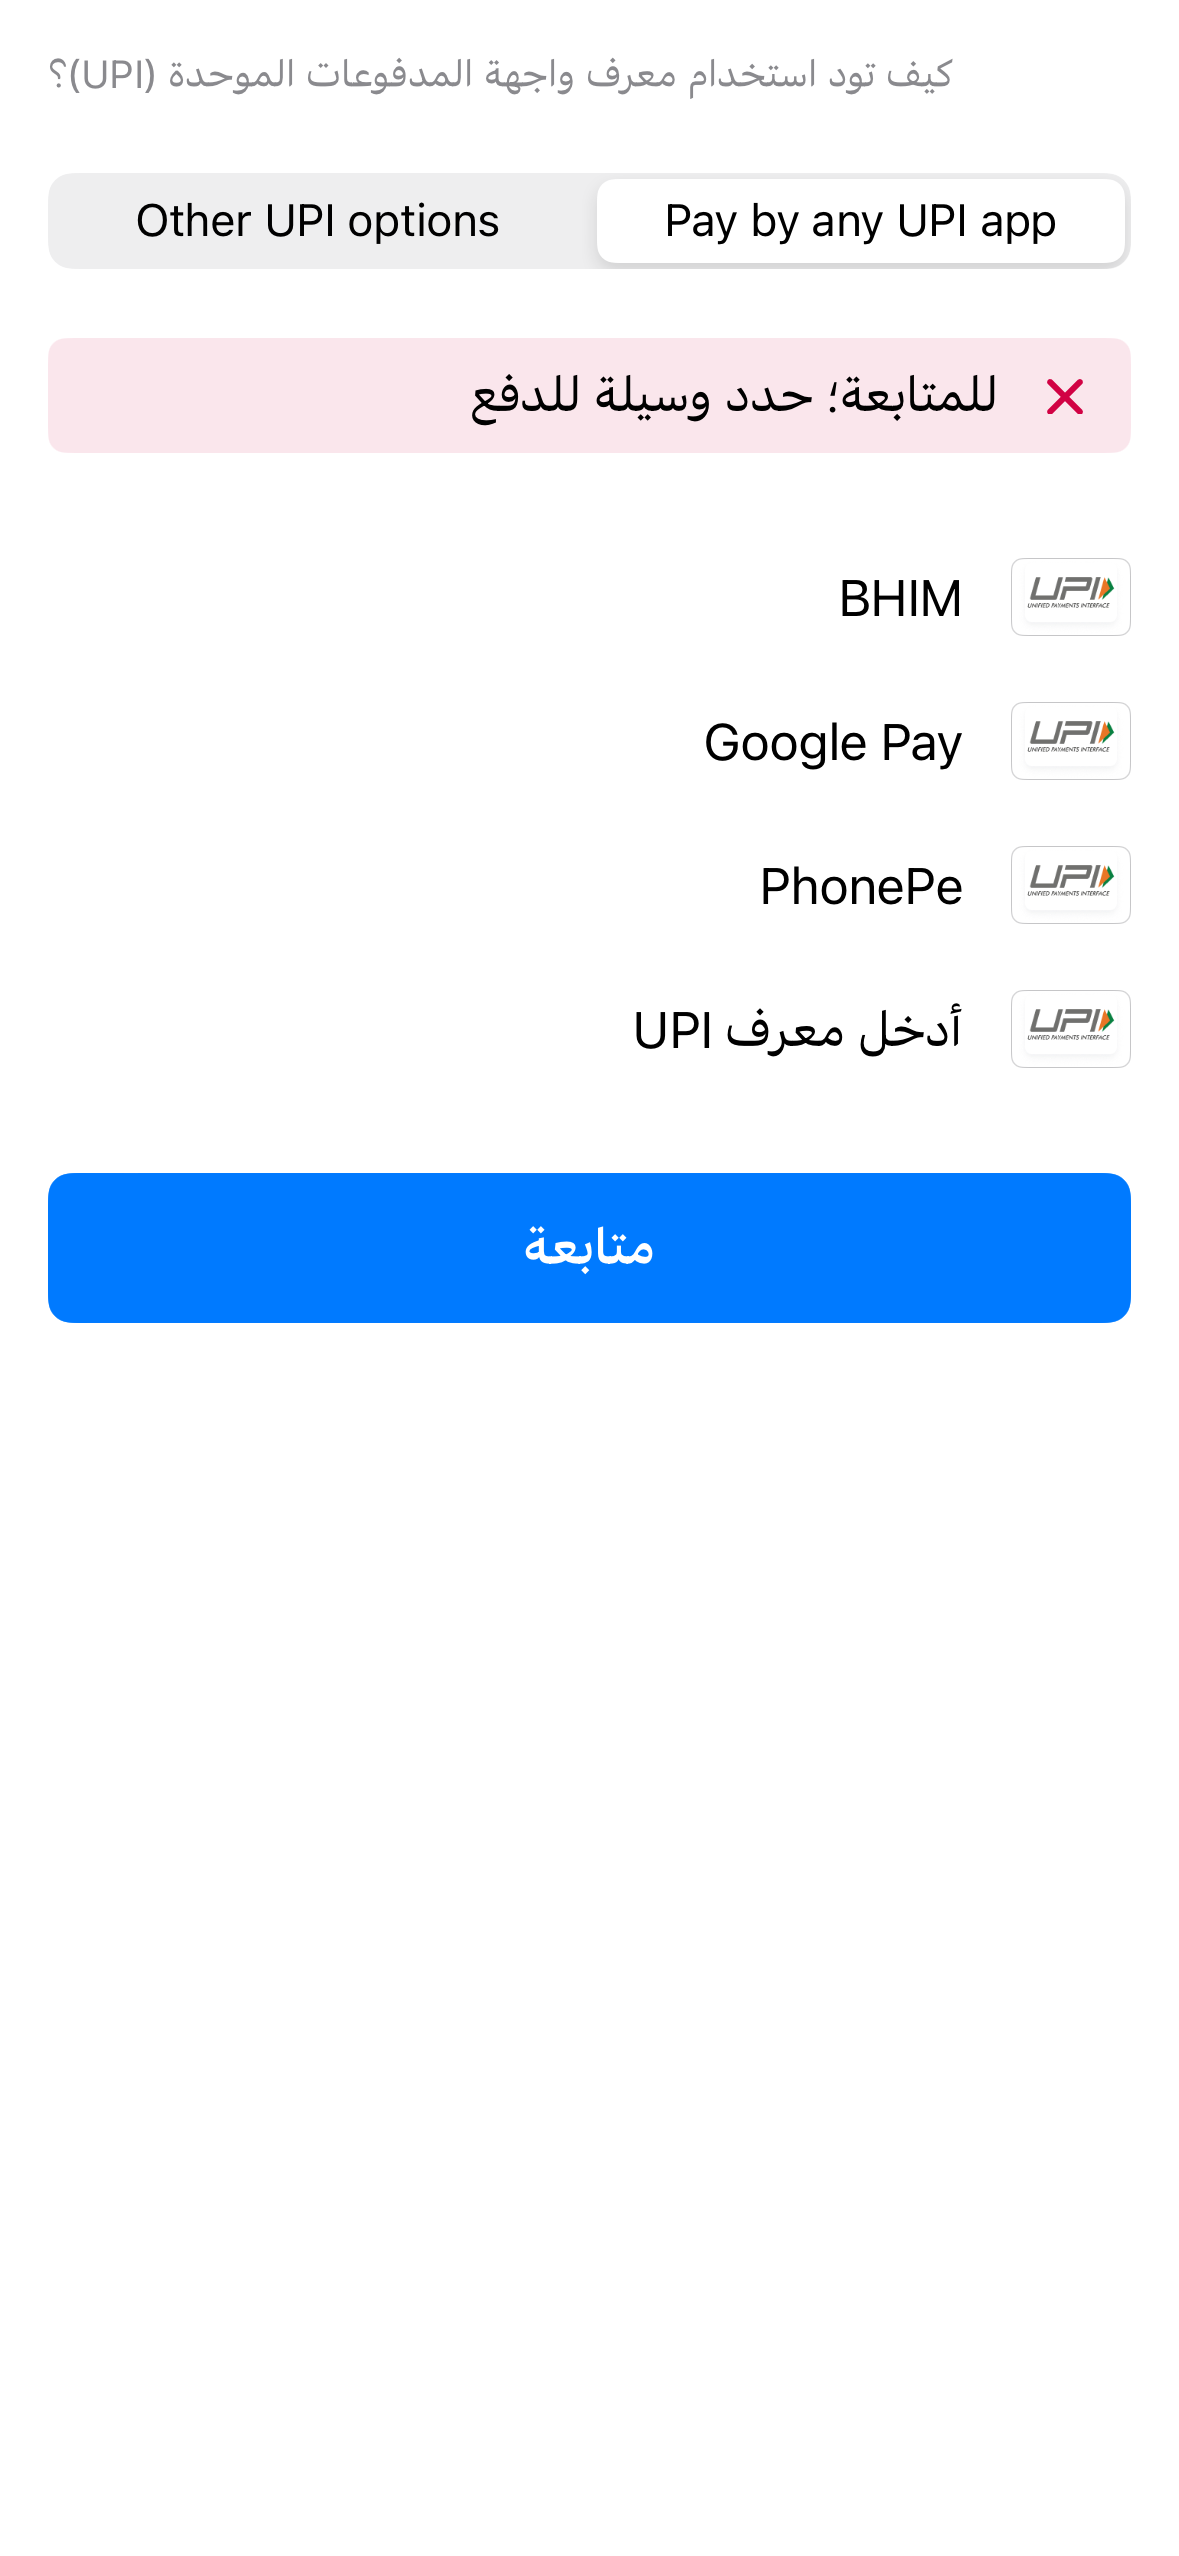 كيف تود استخدام معرف واجهة المدفوعات الموحدة (UPI)؟
Pay by any UPI app
Other UPI options
للمتابعة؛ حدد وسيلة للدفع
UPI
UNIFIED PAYMENTS INTERFACE
BHIM
UPI
UNIFIED PAYMENTS INTERFACE
Google Pay
UPI
UNIFIED PAYMENTS INTERFACE
PhonePe
UPI
UNIFIED PAYMENTS INTERFACE
أدخل معرف UPI
متابعة